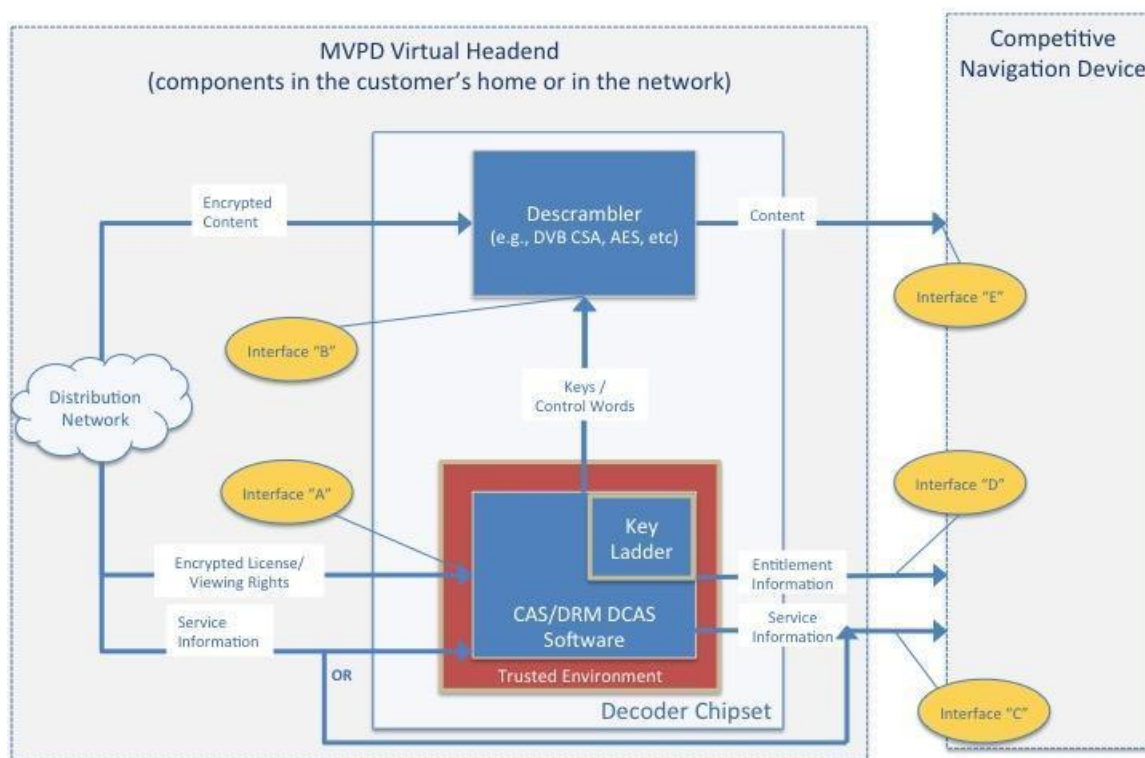 MVPD Virtual Headend
(components in the customer's home or in the network)
Competitive
Navigation Device
Encrypted
Content
Descrambler
(e.g., DVB CSA, AES, etc)
Content
Interface "E"
Interface "B"
Distribution
Network
Keys /
Control Words
Interface "A"
Interface "D"
Key
Ladder
Encrypted License/
Viewing Rights
Entitlement
Information
Service
Information
CAS/DRM DCAS
Software
Service
Information
OR
Trusted Environment
Decoder Chipset
Interface "C"